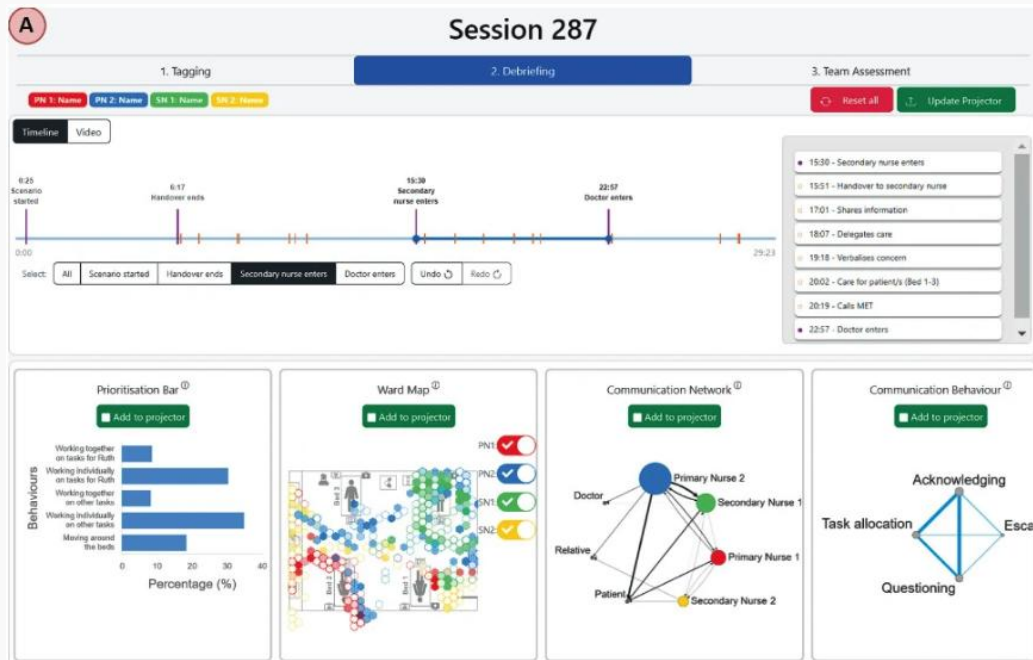 A
Session 287
1. Tagging
2. Debriefing
3. Team Assessment
PN 1: Name
PN 2: Name
SN 1: Name
SN 2: Name
Reset all
Update Projector
Timeline
Video
0:25
Scenario
started
6:17
Handover ends
15:30
Secondary
nurse enters
22:57
Doctor enters
0:00
29:23
Select:
All
Scenario started
Handover ends
Secondary nurse enters
Doctor enters
Undo
Redo
15:30 - Secondary nurse enters
15:51 - Handover to secondary nurse
17:01 - Shares information
18:07 - Delegates care
19:18 - Verbalises concern
20:02 - Care for patient/s (Bed 1-3)
20:19 - Calls MET
22:57 - Doctor enters
Prioritisation Bar
Add to projector
Behaviours
Working together
on tasks for Ruth
Working individually
on tasks for Ruth
Working together
on other tasks
Working individually
on other tasks
Moving around
the beds
0 10 20 30 40
Percentage (%)
Ward Map
Add to projector
PN1
PN2
SN1
SN2
Bed 3
Bed 2
Bed 1
Communication Network
Add to projector
Primary Nurse 2
Doctor
Secondary Nurse 1
Relative
Primary Nurse 1
Patient
Secondary Nurse 2
Communication Behaviour
Add to projector
Acknowledging
Task allocation
Esca
Questioning